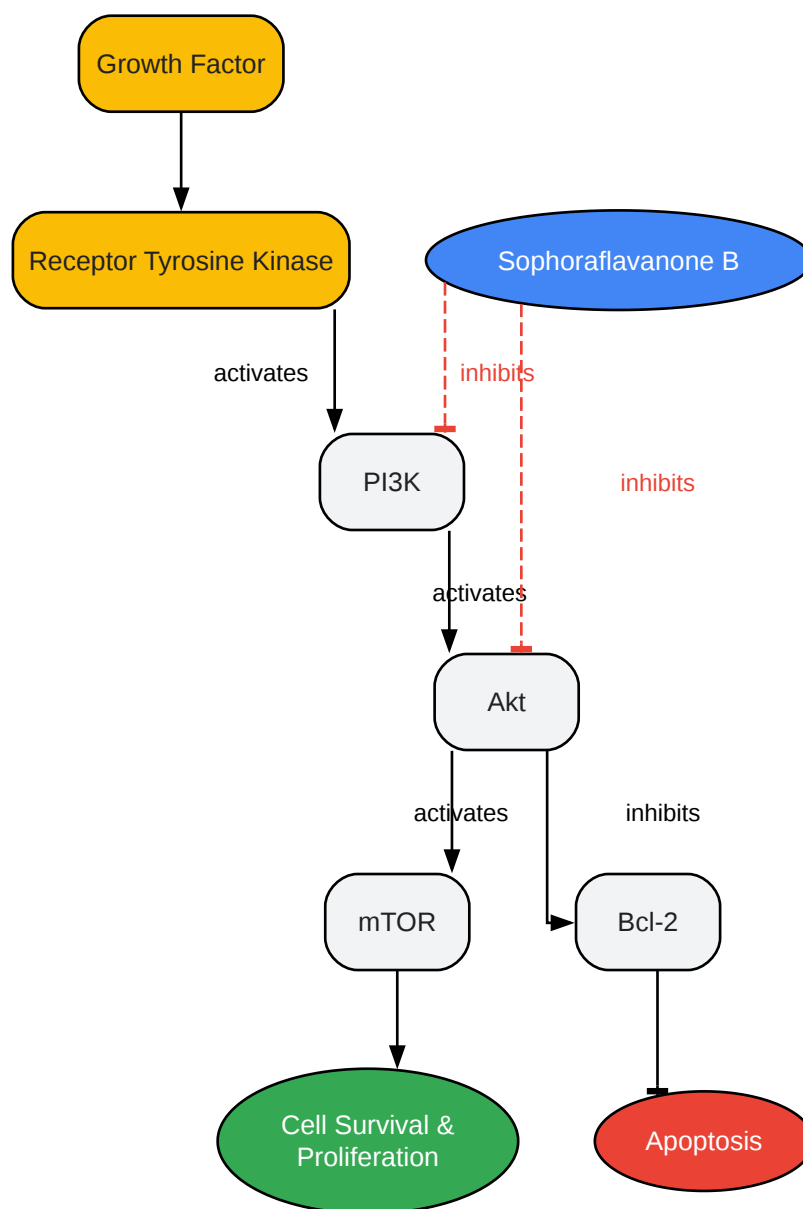 Growth Factor
Receptor Tyrosine Kinase
Sophoraflavanone B
activates
inhibits
PI3K
inhibits
activates
Akt
activates
inhibits
mTOR
Bcl-2
Cell Survival &
Proliferation
Apoptosis